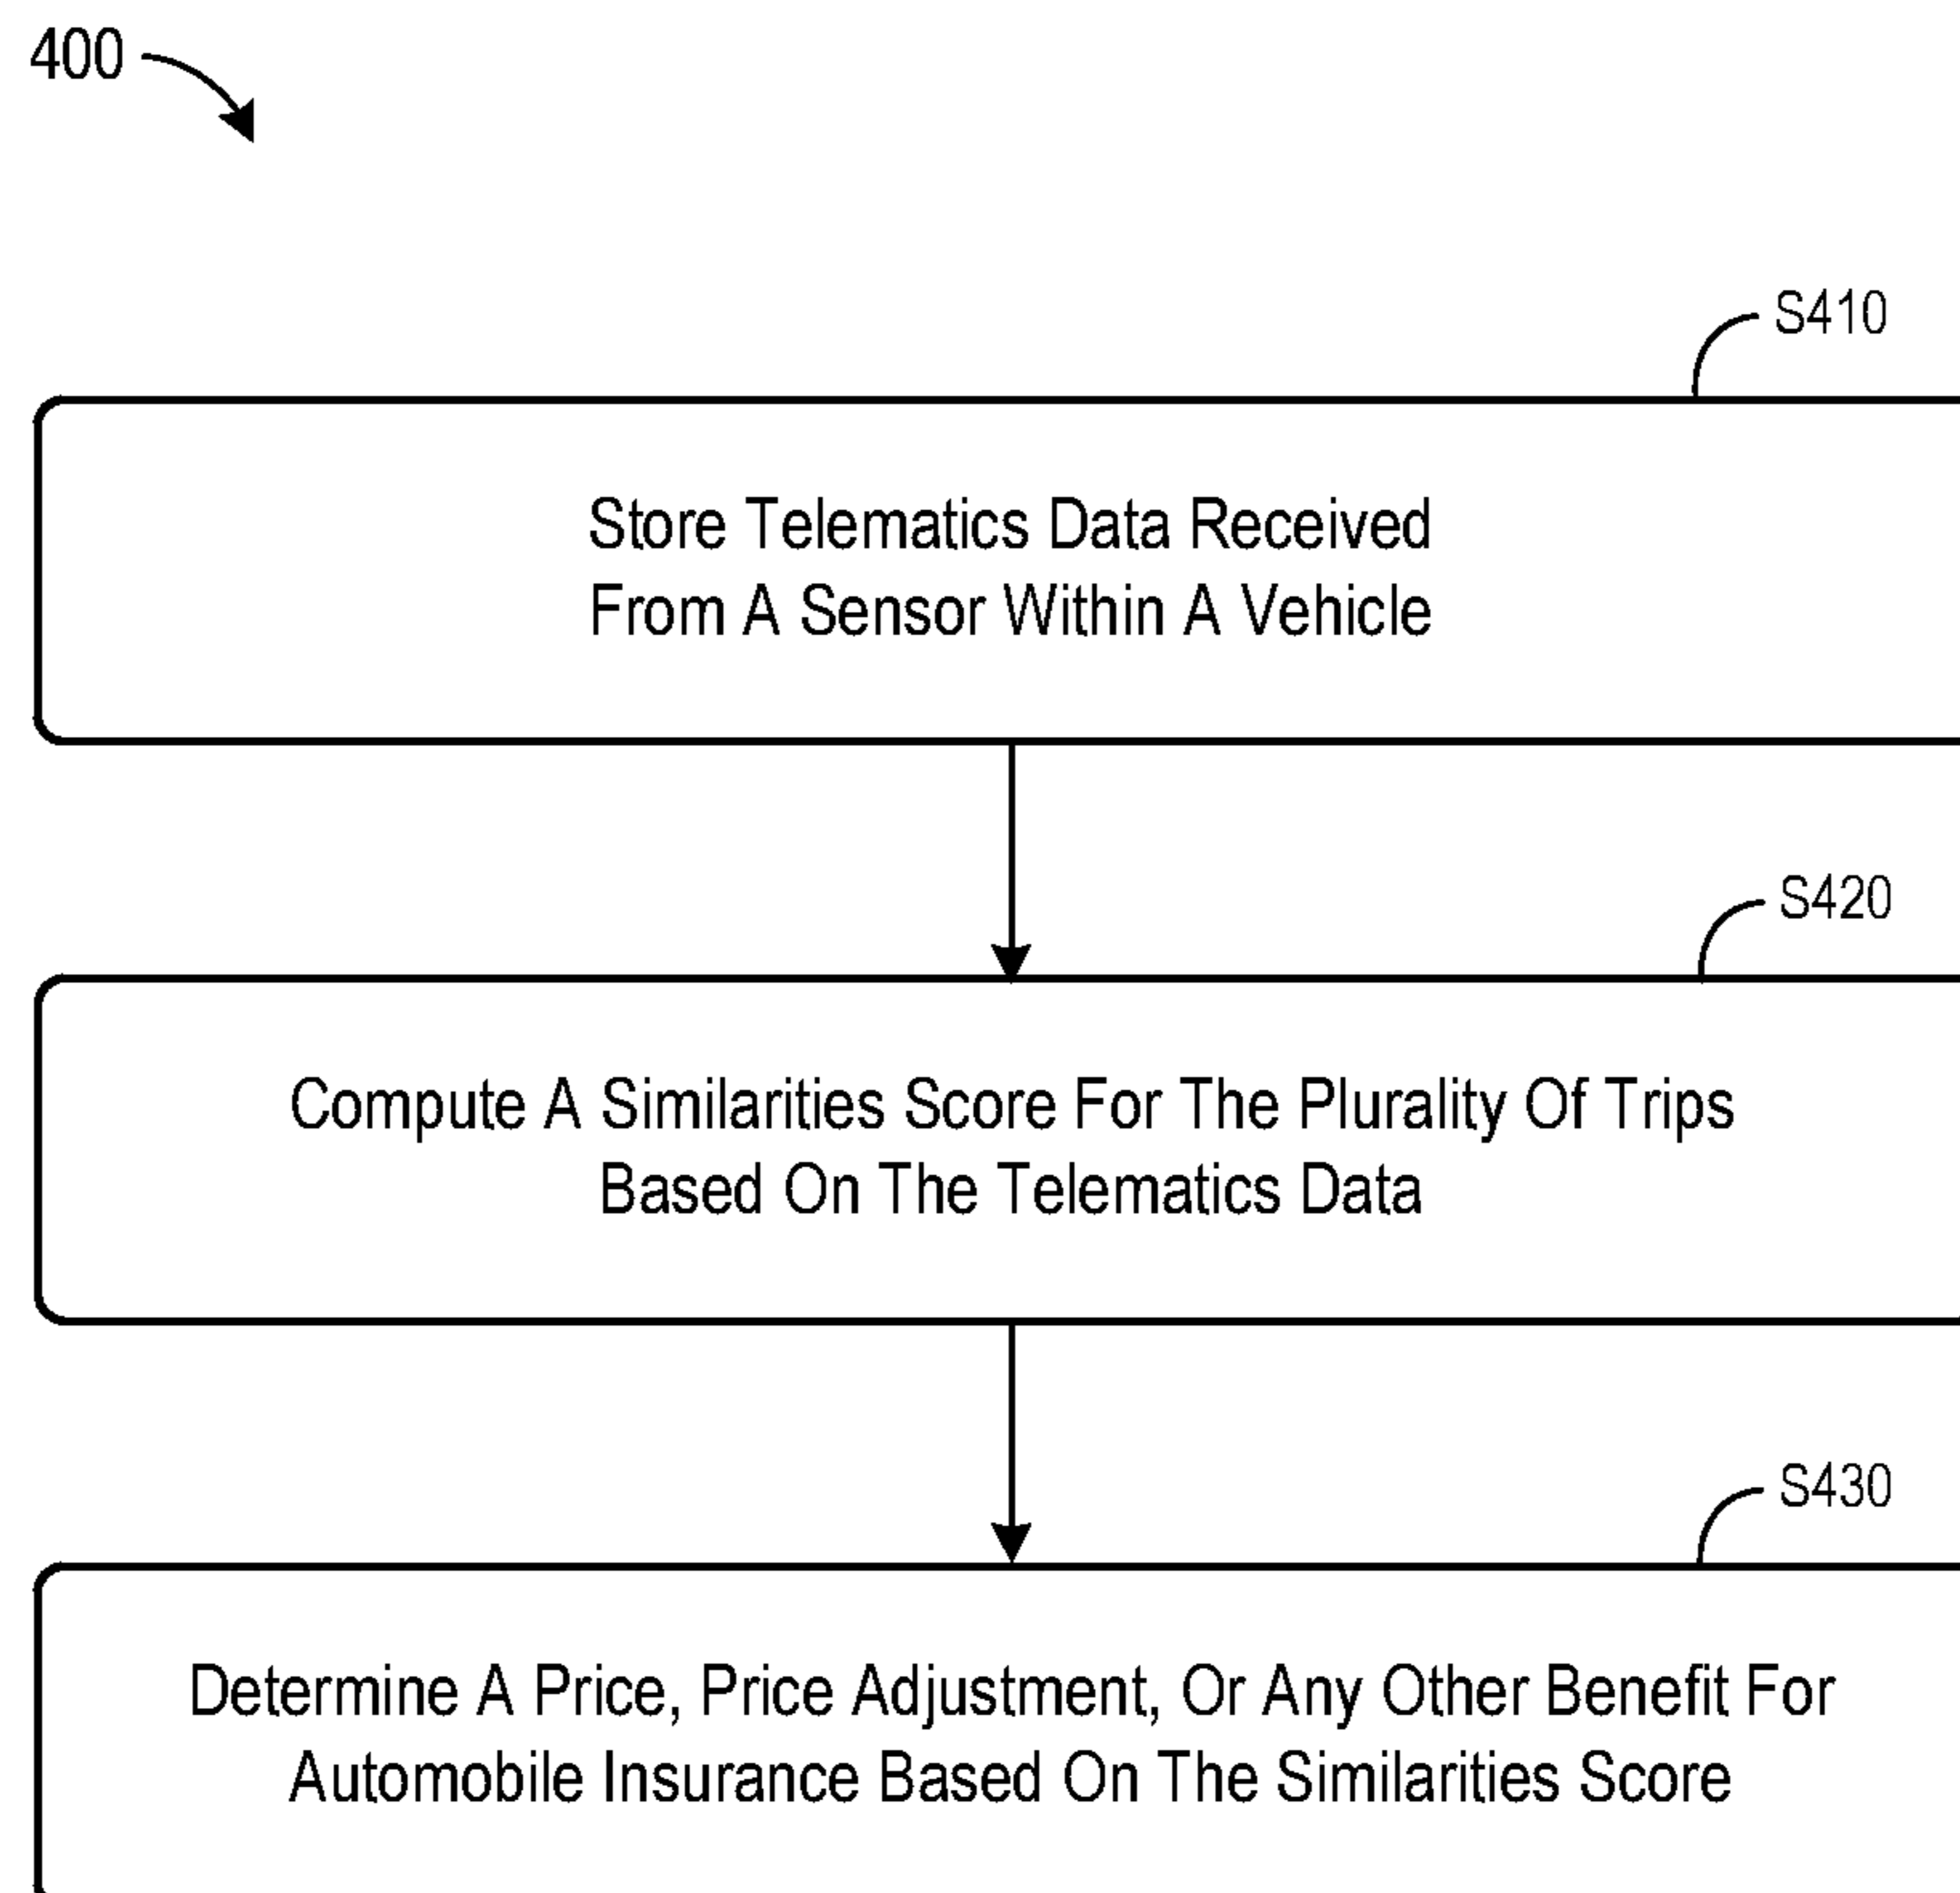 400
S410
Store Telematics Data Received
From A Sensor Within A Vehicle
S420
Compute A Similarities Score For The Plurality Of Trips
Based On The Telematics Data
S430
Determine A Price, Price Adjustment, Or Any Other Benefit For
Automobile Insurance Based On The Similarities Score